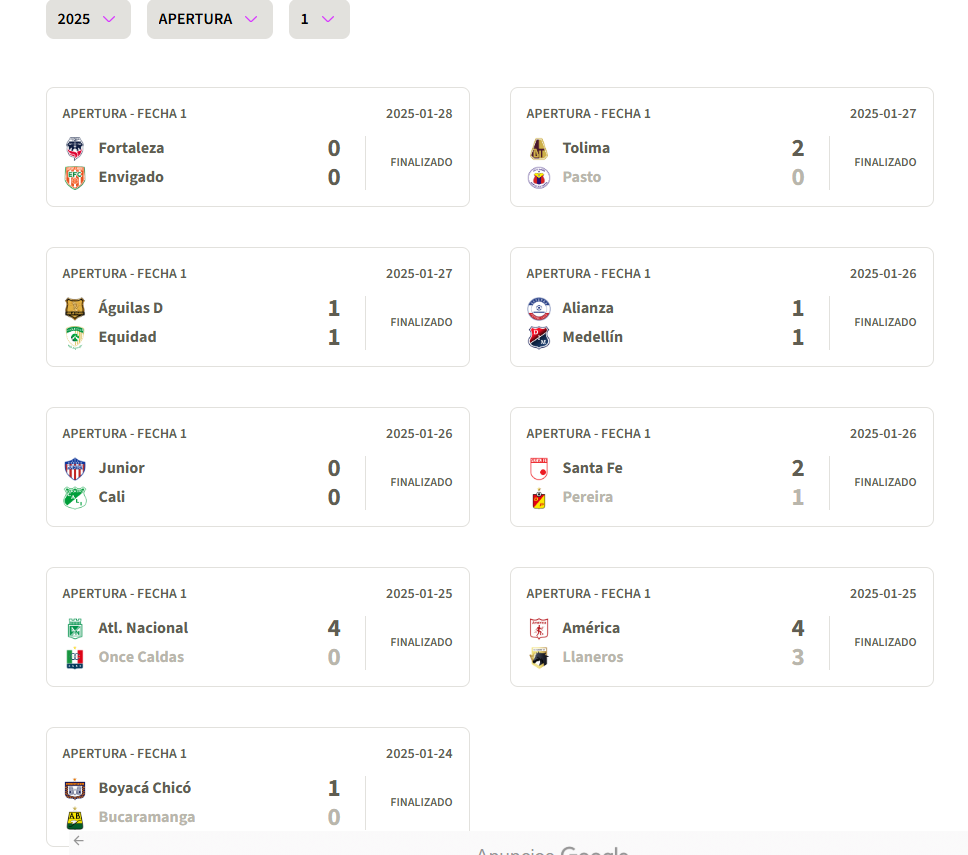 2025 APERTURA 1
APERTURA - FECHA 1 2025-01-28
Fortaleza 0
FINALIZADO
Envigado 0
APERTURA - FECHA 1 2025-01-27
Tolima 2
FINALIZADO
Pasto 0
APERTURA - FECHA 1 2025-01-27
Águilas D 1
FINALIZADO
Equidad 1
APERTURA - FECHA 1 2025-01-26
Alianza 1
FINALIZADO
Medellín 1
APERTURA - FECHA 1 2025-01-26
Junior 0
FINALIZADO
Cali 0
APERTURA - FECHA 1 2025-01-26
Santa Fe 2
FINALIZADO
Pereira 1
APERTURA - FECHA 1 2025-01-25
Atl. Nacional 4
FINALIZADO
Once Caldas 0
APERTURA - FECHA 1 2025-01-25
América 4
FINALIZADO
Llaneros 3
APERTURA - FECHA 1 2025-01-24
Boyacá Chicó 1
FINALIZADO
Bucaramanga 0
Anuncios Google